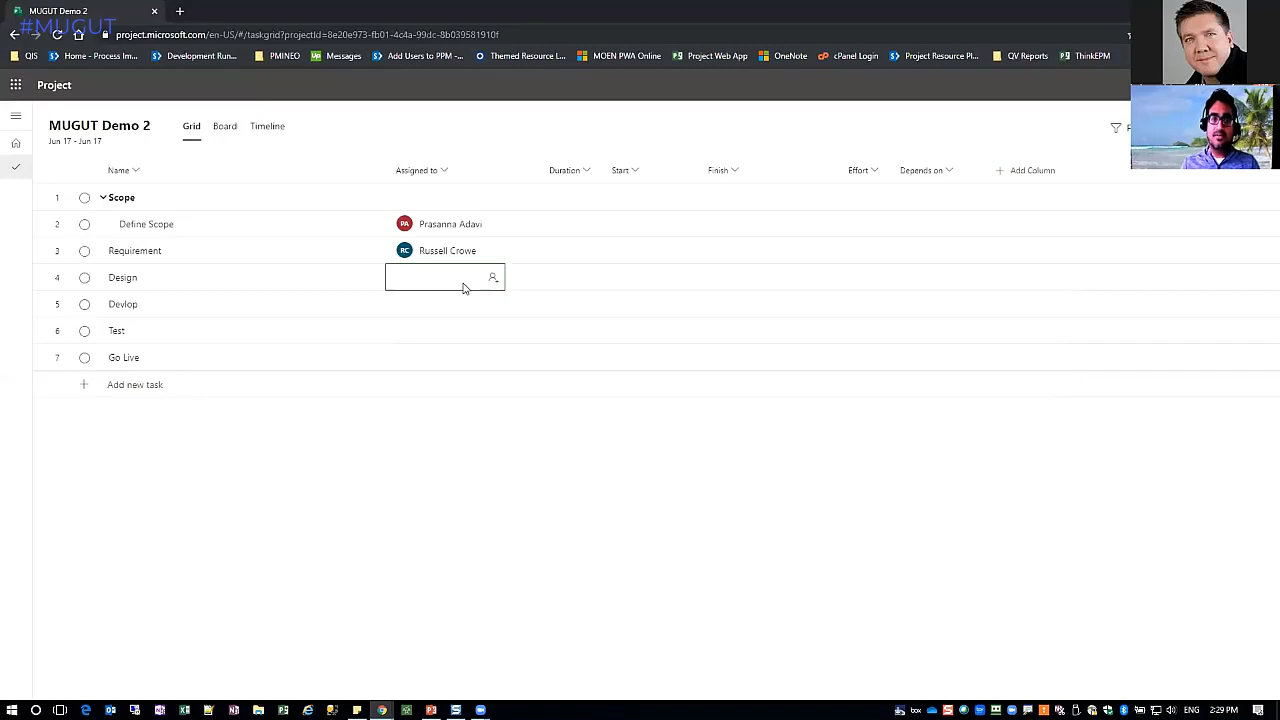 MUGUT Demo 2
#MUGUT
project.microsoft.com/en-US/#/taskgrid?projectId=8e20e973-fb01-4c4a-99dc-8b039581910f
QIS Home - Process Im... Development Run... PMINEO Messages Add Users to PPM -... Themed Resource L... MOEN PWA Online Project Web App OneNote cPanel Login Project Resource Pl... QV Reports ThinkEPM
Project
MUGUT Demo 2 Grid Board Timeline
Jun 17 - Jun 17
Name Assigned to Duration Start Finish Effort Depends on Add Column
1 Scope
2 Define Scope PA Prasanna Adavi
3 Requirement RC Russell Crowe
4 Design
5 Devlop
6 Test
7 Go Live
Add new task
ENG 2:29 PM